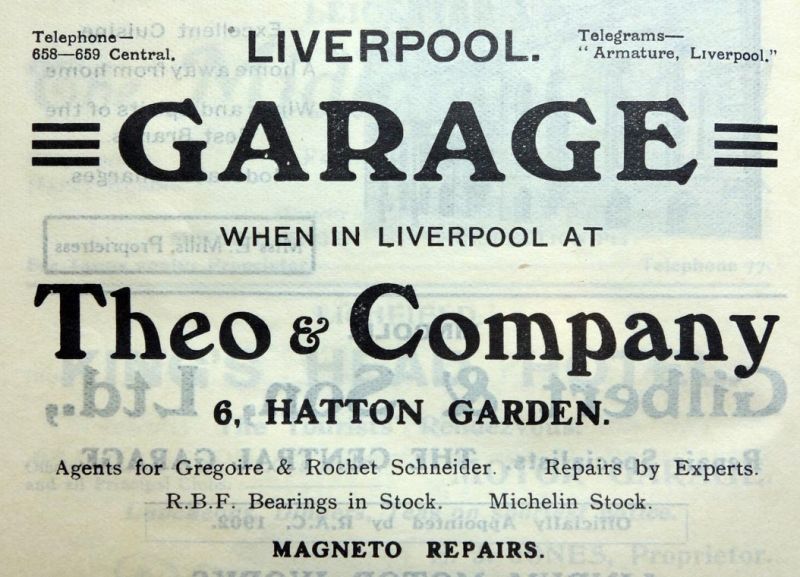 Telephone—
658—659 Central.
LIVERPOOL.
Telegrams—
"Armature, Liverpool."
GARAGE
WHEN IN LIVERPOOL AT
Theo & Company
6, HATTON GARDEN.
Agents for Gregoire & Rochet Schneider. Repairs by Experts.
R.B.F. Bearings in Stock. Michelin Stock.
MAGNETO REPAIRS.